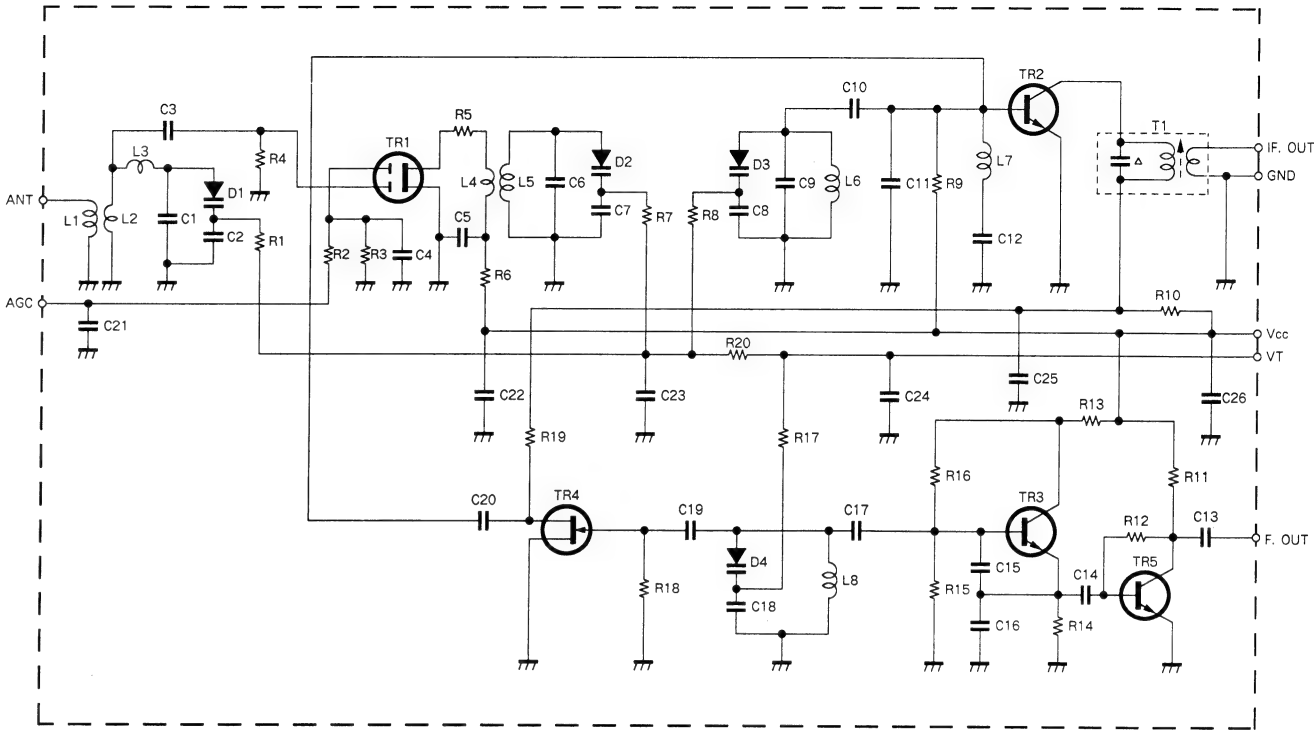 TR2
C10
C3
R5
T1
TR1
L3
R4
D2
D3
IF. OUT
Δ
L7
GND
D1
L4
L5
C6
C9
L6
C11
R9
ANT
L1
L2
C1
C7
C8
C2
R1
C5
R7
R8
C12
R2
R3
C4
R6
AGC
R10
C21
Vcc
R20
VT
C25
C22
C23
C24
C26
R13
R19
R17
R16
R11
C20
TR4
C19
C17
TR3
R12
C13
F. OUT
D4
C15
C14
TR5
R18
L8
R15
C18
C16
R14